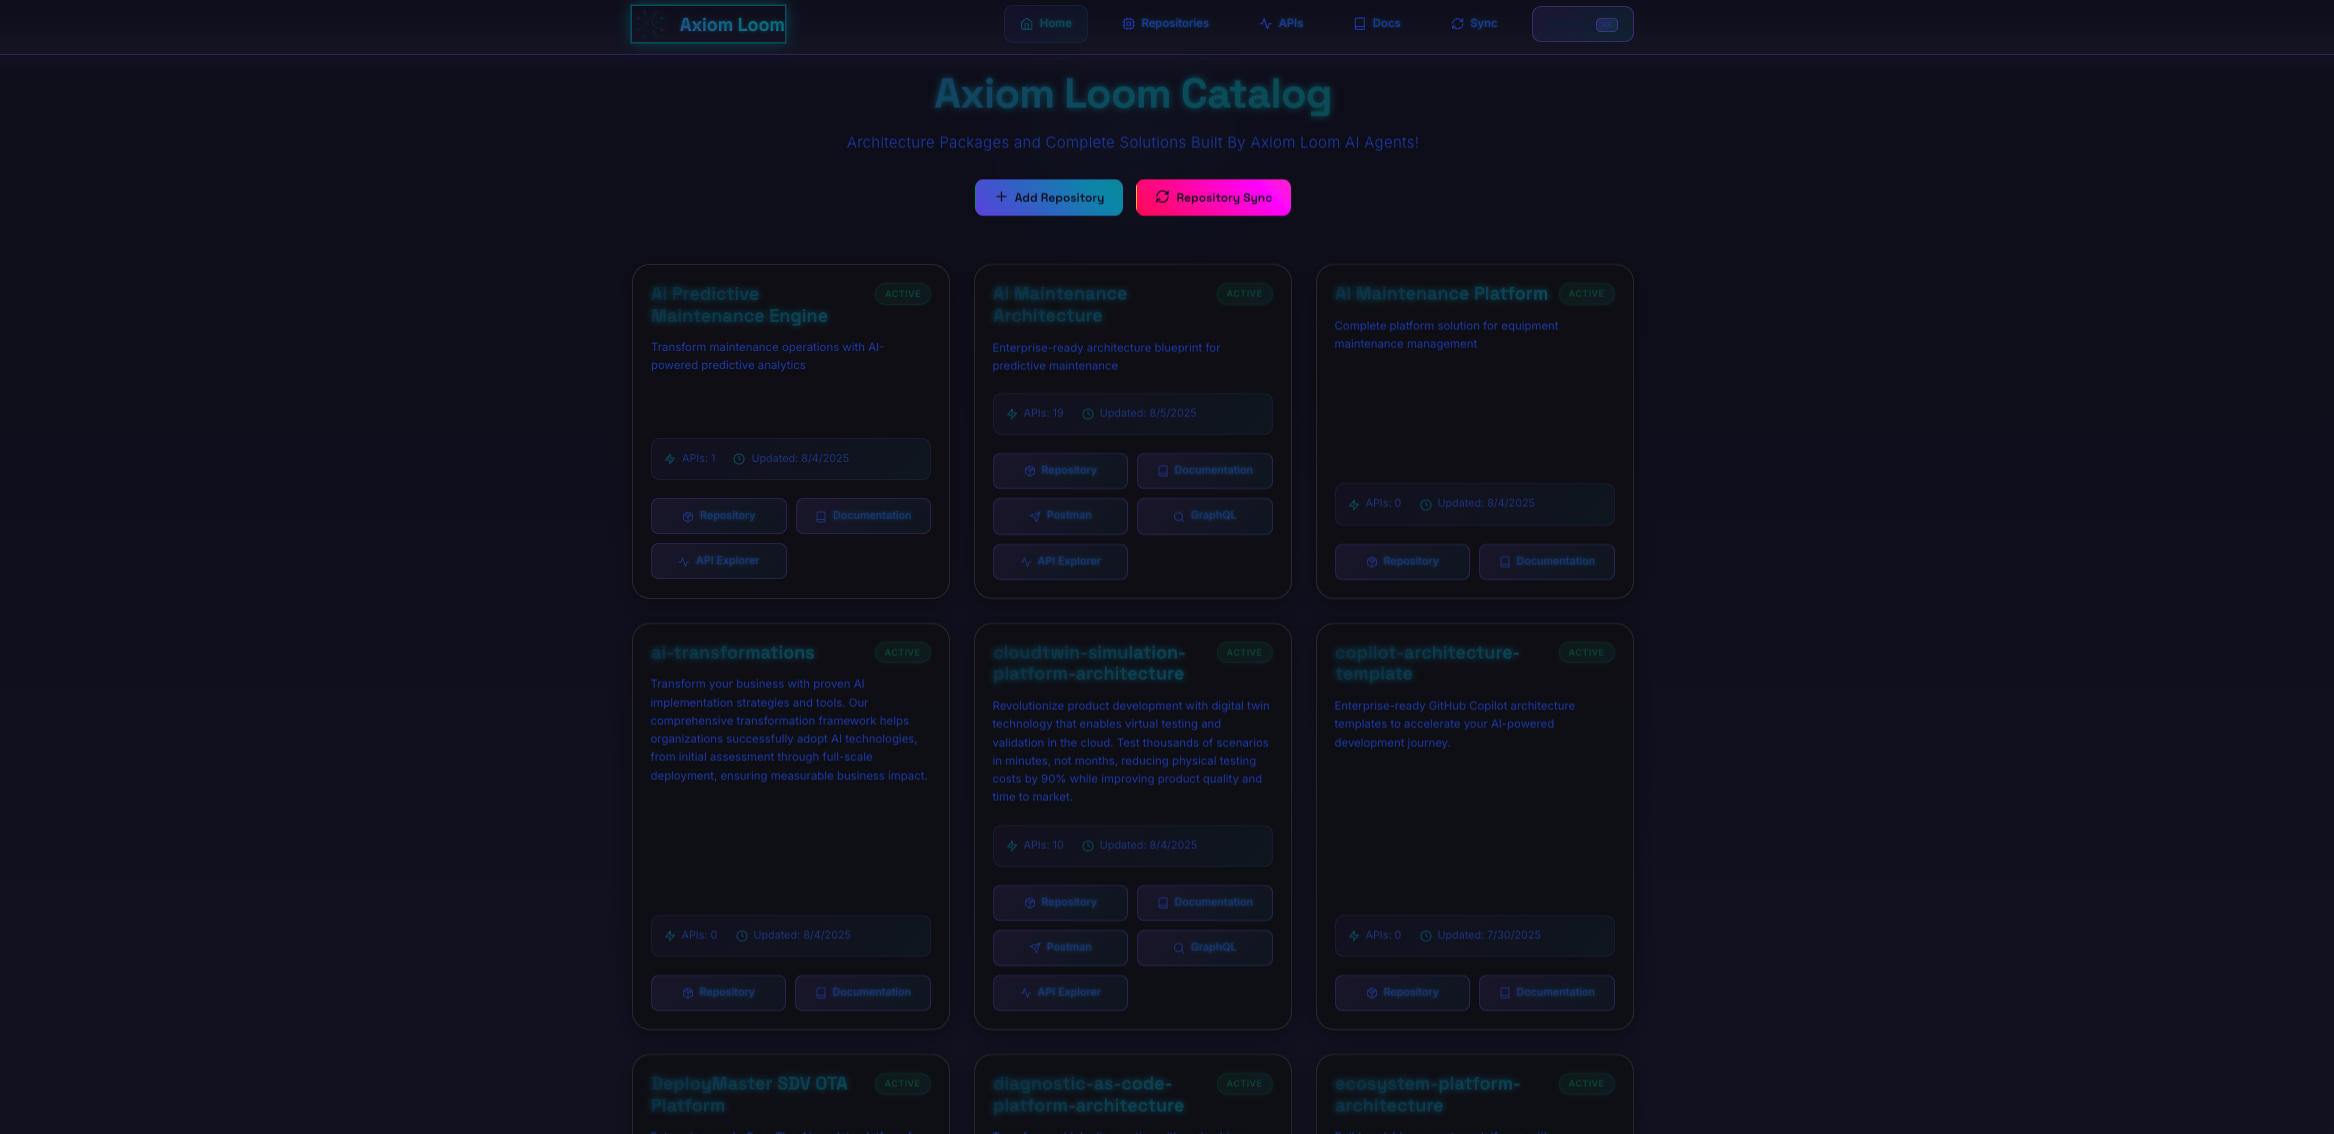 Axiom Loom
Home
Repositories
APIs
Docs
Sync
Axiom Loom Catalog
Architecture Packages and Complete Solutions Built By Axiom Loom AI Agents!
Add Repository
Repository Sync
AI Predictive
Maintenance Engine
ACTIVE
Transform maintenance operations with AI-
powered predictive analytics
APIs: 1
Updated: 8/4/2025
Repository
Documentation
API Explorer
AI Maintenance
Architecture
ACTIVE
Enterprise-ready architecture blueprint for
predictive maintenance
APIs: 19
Updated: 8/5/2025
Repository
Documentation
Postman
GraphQL
API Explorer
AI Maintenance Platform
ACTIVE
Complete platform solution for equipment
maintenance management
APIs: 0
Updated: 8/4/2025
Repository
Documentation
ai-transformations
ACTIVE
Transform your business with proven AI
implementation strategies and tools. Our
comprehensive transformation framework helps
organizations successfully adopt AI technologies,
from initial assessment through full-scale
deployment, ensuring measurable business impact.
APIs: 0
Updated: 8/4/2025
Repository
Documentation
cloudtwin-simulation-
platform-architecture
ACTIVE
Revolutionize product development with digital twin
technology that enables virtual testing and
validation in the cloud. Test thousands of scenarios
in minutes, not months, reducing physical testing
costs by 90% while improving product quality and
time to market.
APIs: 10
Updated: 8/4/2025
Repository
Documentation
Postman
GraphQL
API Explorer
copilot-architecture-
template
ACTIVE
Enterprise-ready GitHub Copilot architecture
templates to accelerate your AI-powered
development journey.
APIs: 0
Updated: 7/30/2025
Repository
Documentation
DeployMaster SDV OTA
Platform
ACTIVE
diagnostic-as-code-
platform-architecture
ACTIVE
ecosystem-platform-
architecture
ACTIVE